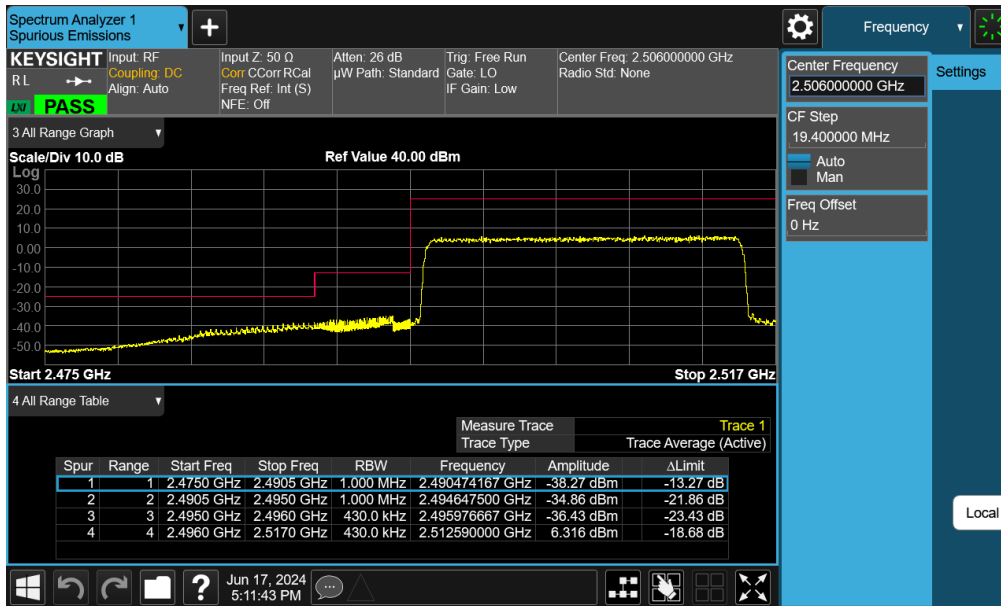 Spectrum Analyzer 1
Spurious Emissions
+
Frequency
KEYSIGHT Input: RF Input Z: 50 Ω Atten: 26 dB Trig: Free Run Center Freq: 2.506000000 GHz
R L Coupling: DC Corr CCorr RCal µW Path: Standard Gate: LO Radio Std: None
Align: Auto Freq Ref: Int (S) IF Gain: Low
LXI PASS NFE: Off
Center Frequency
2.506000000 GHz
Settings
CF Step
19.400000 MHz
Auto
Man
Freq Offset
0 Hz
3 All Range Graph
Scale/Div 10.0 dB Ref Value 40.00 dBm
Log
30.0
20.0
10.0
0.00
-10.0
-20.0
-30.0
-40.0
-50.0
Start 2.475 GHz Stop 2.517 GHz
4 All Range Table
Measure Trace Trace 1
Trace Type Trace Average (Active)
Spur Range Start Freq Stop Freq RBW Frequency Amplitude ΔLimit
1 1 2.4750 GHz 2.4905 GHz 1.000 MHz 2.490474167 GHz -38.27 dBm -13.27 dB
2 2 2.4905 GHz 2.4950 GHz 1.000 MHz 2.494647500 GHz -34.86 dBm -21.86 dB
3 3 2.4950 GHz 2.4960 GHz 430.0 kHz 2.495976667 GHz -36.43 dBm -23.43 dB
4 4 2.4960 GHz 2.5170 GHz 430.0 kHz 2.512590000 GHz 6.316 dBm -18.68 dB
Local
?
Jun 17, 2024
5:11:43 PM